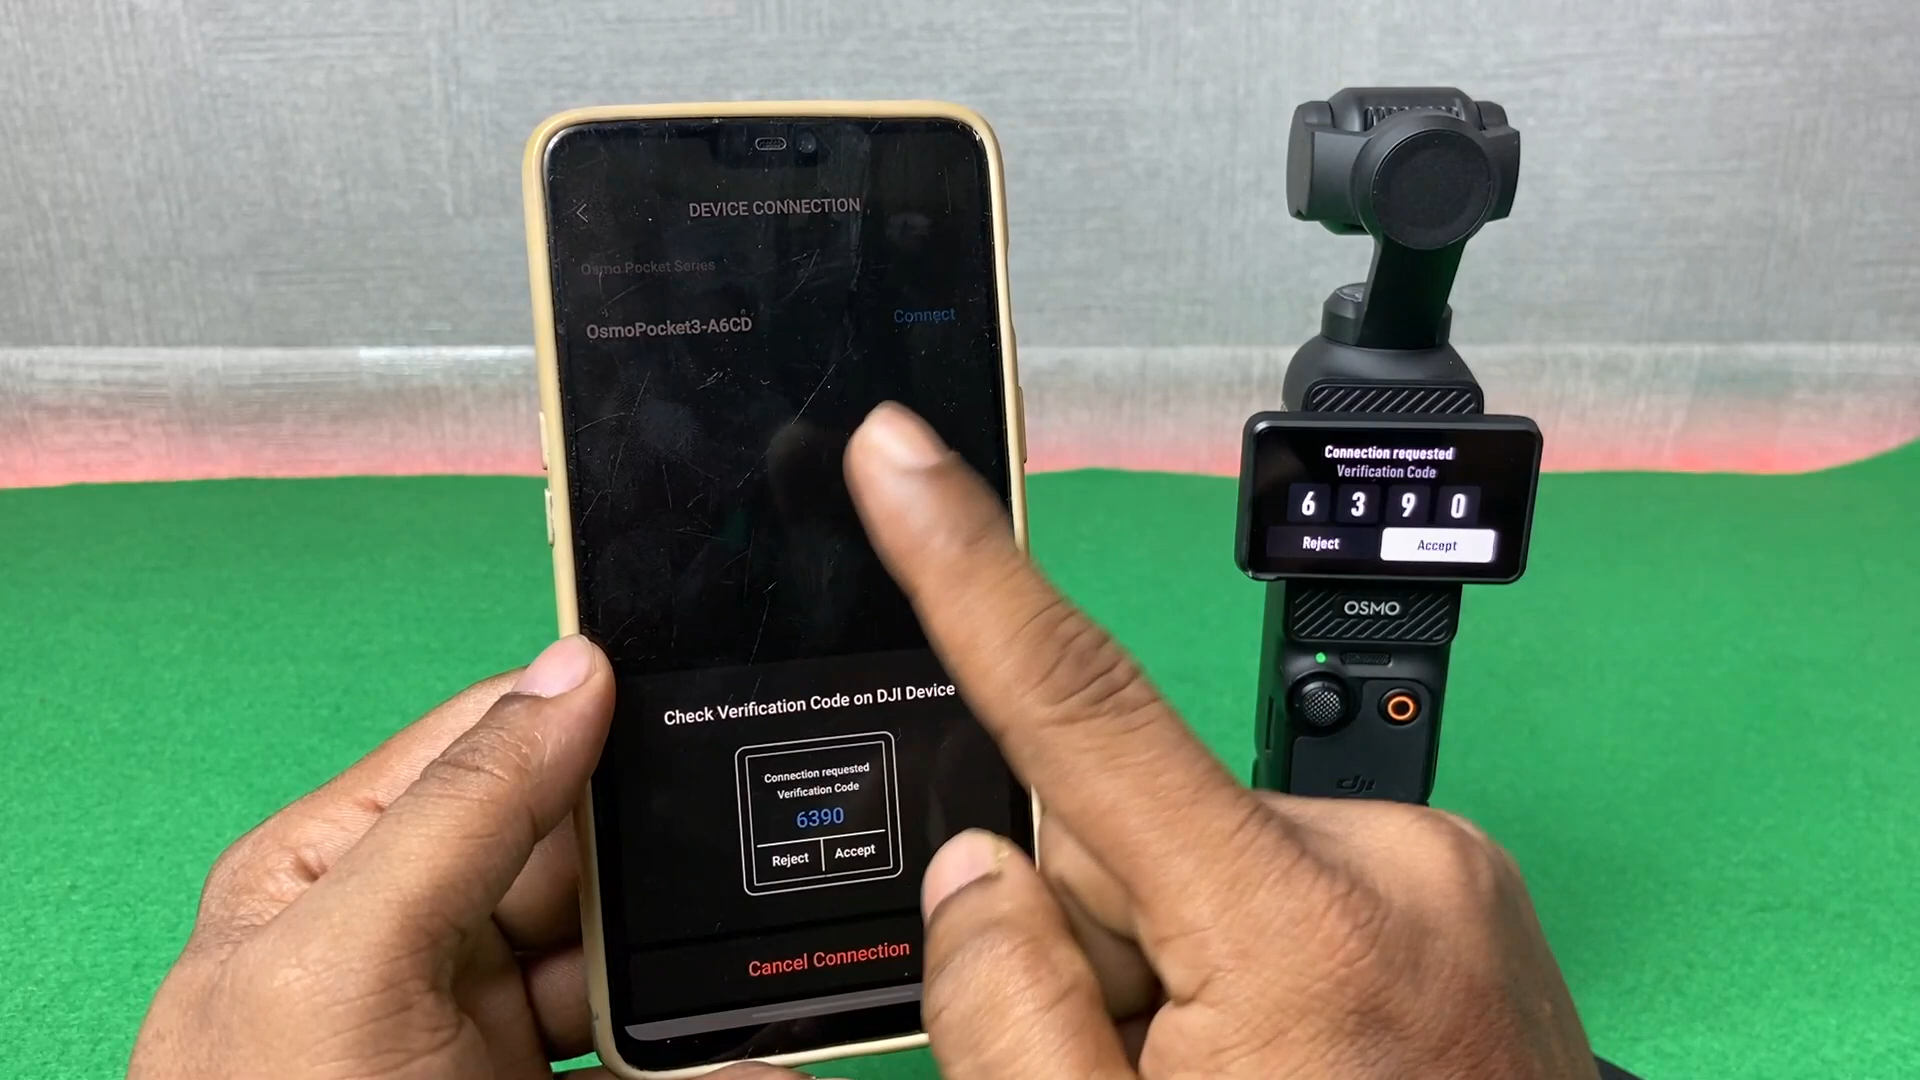 DEVICE CONNECTION
Osmo Pocket Series
OsmoPocket3-A6CD
Connect
Check Verification Code on DJI Device
Connection requested
Verification Code
6390
Reject
Accept
Cancel Connection
Connection requested
Verification Code
6 3 9 0
Reject
Accept
OSMO
dji